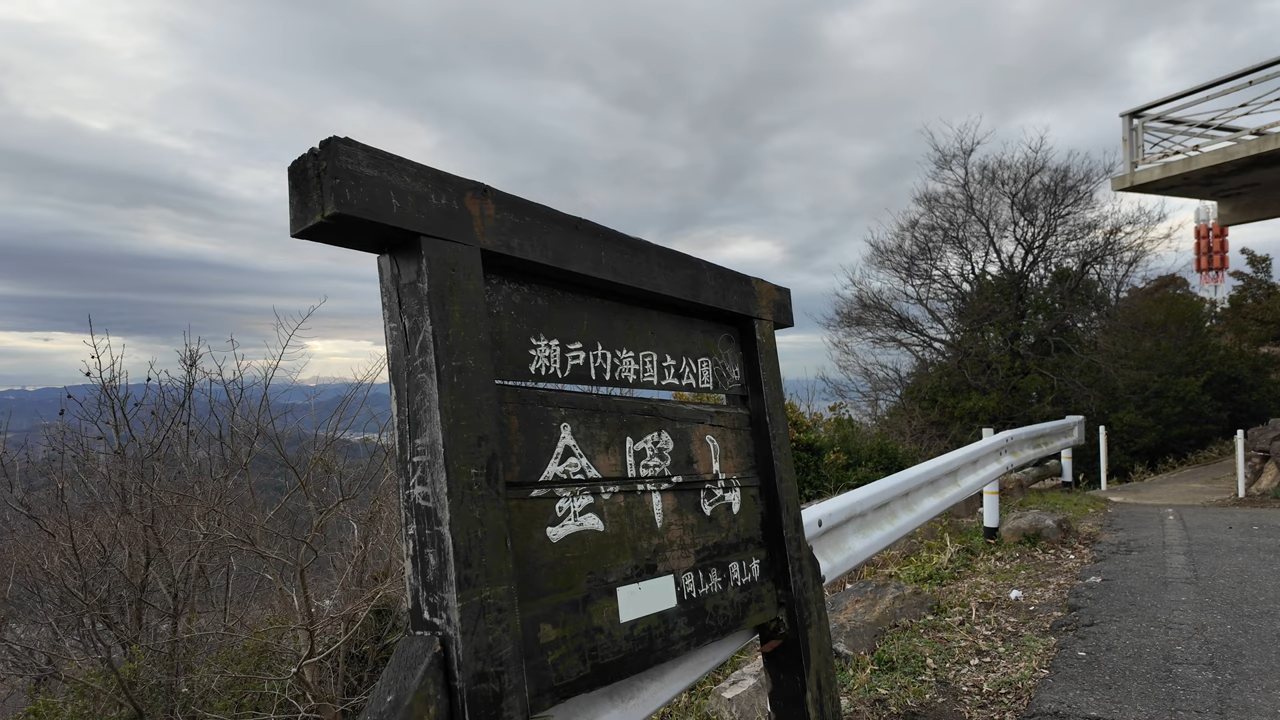 瀬戸内海国立公園
金甲山
・岡山県・岡山市